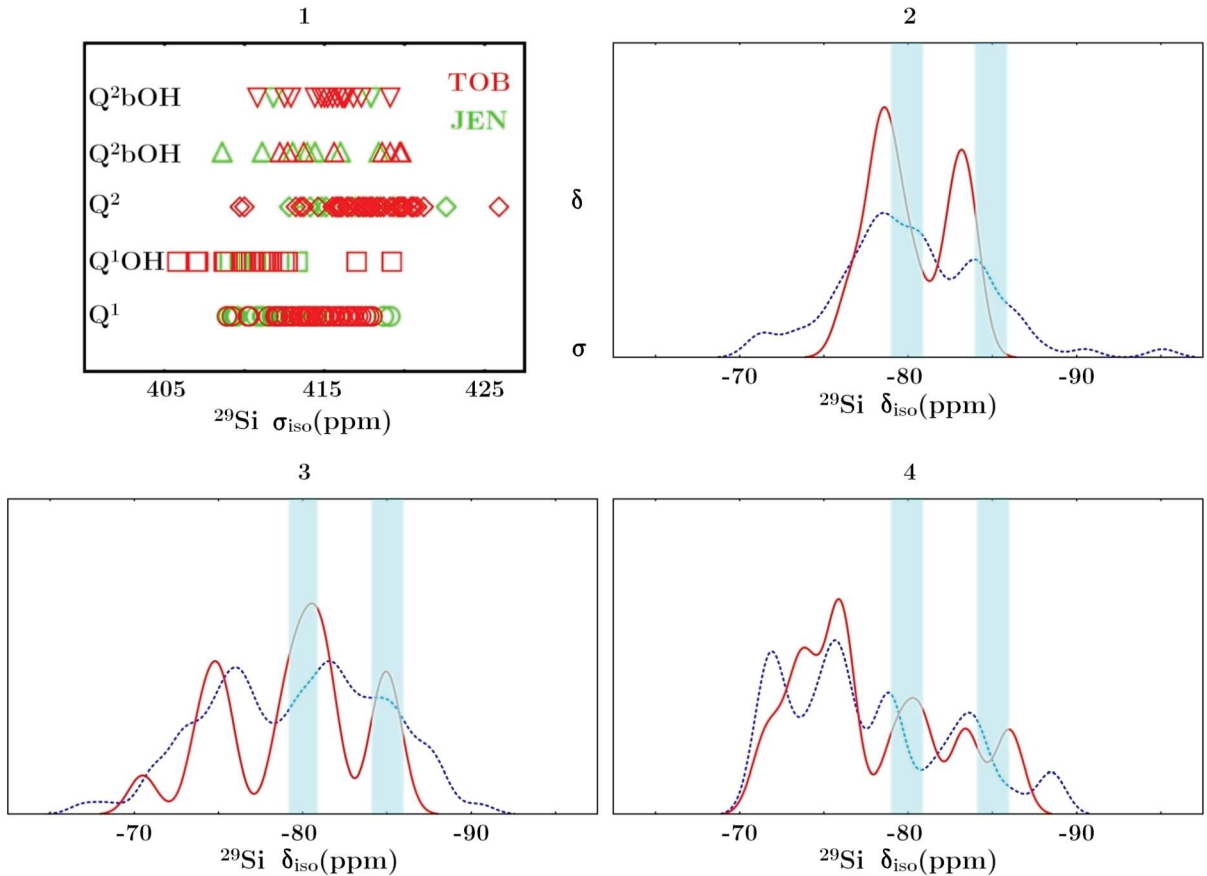 1
Q²bOH
TOB
JEN
Q²bOH
Q²
Q¹OH
Q¹
405 415 425
²⁹Si σiso(ppm)
2
δ
σ
-70 -80 -90
²⁹Si δiso(ppm)
3
-70 -80 -90
²⁹Si δiso(ppm)
4
-70 -80 -90
²⁹Si δiso(ppm)